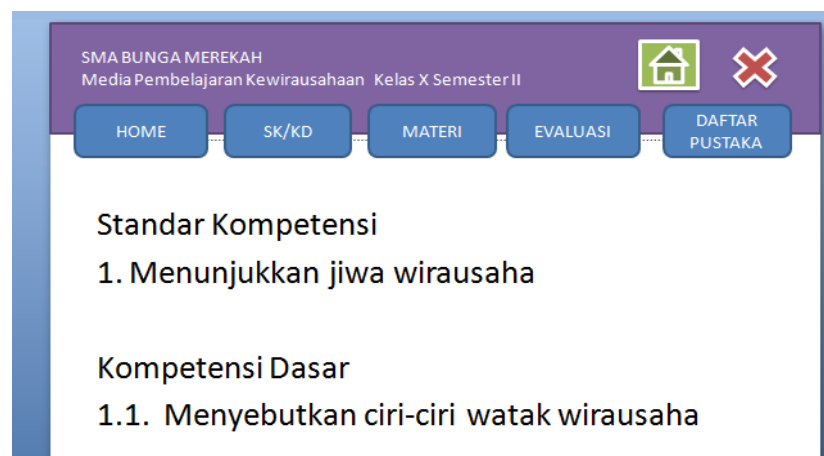 SMA BUNGA MEREKAH
Media Pembelajaran Kewirausahaan Kelas X Semester II
HOME
SK/KD
MATERI
EVALUASI
DAFTAR
PUSTAKA
Standar Kompetensi
1. Menunjukkan jiwa wirausaha
Kompetensi Dasar
1.1. Menyebutkan ciri-ciri watak wirausaha